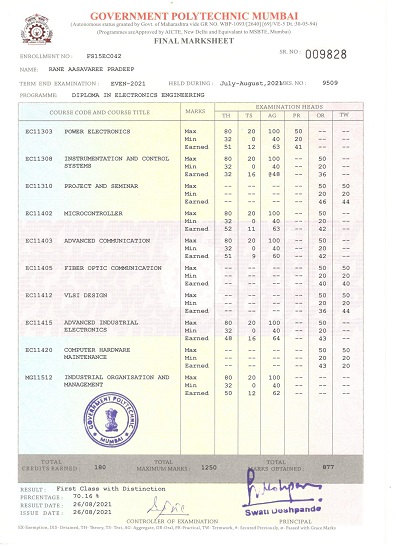 GOVERNMENT POLYTECHNIC MUMBAI
(Autonomous status granted by Govt. of Maharashtra vide GR NO. WBP-1093/[2640]/(69)/VE-3 Dt. 30-05-94)
(Programmes are Approved by AICTE, New Delhi and Equivalent to MSBTE, Mumbai)
FINAL MARKSHEET
SR. NO: 009828
ENROLLMENT NO: FS15EC042
NAME: RANE AASAVAREE PRADEEP
TERM END EXAMINATION: EVEN-2021 HELD DURING: July-August,2021 SRS. NO: 9509
PROGRAMME: DIPLOMA IN ELECTRONICS ENGINEERING
COURSE CODE AND COURSE TITLE MARKS EXAMINATION HEADS
TH TS AG PR OR TW
EC11303 POWER ELECTRONICS Max 80 20 100 50 -- --
Min 32 0 40 20 -- --
Earned 51 12 63 41 -- --
EC11308 INSTRUMENTATION AND CONTROL Max 80 20 100 -- 50 --
SYSTEMS Min 32 0 40 -- 20 --
Earned 32 16 @48 -- 36 --
EC11310 PROJECT AND SEMINAR Max -- -- -- -- 50 50
Min -- -- -- -- 20 20
Earned -- -- -- -- 46 44
EC11402 MICROCONTROLLER Max 80 20 100 -- 50 --
Min 32 0 40 -- 20 --
Earned 52 11 63 -- 42 --
EC11403 ADVANCED COMMUNICATION Max 80 20 100 -- 50 --
Min 32 0 40 -- 20 --
Earned 51 9 60 -- 42 --
EC11405 FIBER OPTIC COMMUNICATION Max -- -- -- -- 50 50
Min -- -- -- -- 20 20
Earned -- -- -- -- 40 40
EC11412 VLSI DESIGN Max -- -- -- -- 50 50
Min -- -- -- -- 20 20
Earned -- -- -- -- 36 44
EC11415 ADVANCED INDUSTRIAL Max 80 20 100 -- 50 --
ELECTRONICS Min 32 0 40 -- 20 --
Earned 48 16 64 -- 43 --
EC11420 COMPUTER HARDWARE Max -- -- -- -- 50 50
MAINTENANCE Min -- -- -- -- 20 20
Earned -- -- -- -- 43 20
MG11512 INDUSTRIAL ORGANISATION AND Max 80 20 100 -- -- --
MANAGEMENT Min 32 0 40 -- -- --
Earned 50 12 62 -- -- --
GOVERNMENT POLYTECHNIC
MUMBAI
TOTAL CREDITS EARNED 180 TOTAL MAXIMUM MARKS 1250 TOTAL MARKS OBTAINED 877
RESULT: First Class with Distinction
PERCENTAGE: 70.16 %
RESULT DATE: 26/08/2021
ISSUE DATE: 26/08/2021
Swati Deshpande
CONTROLLER OF EXAMINATION PRINCIPAL